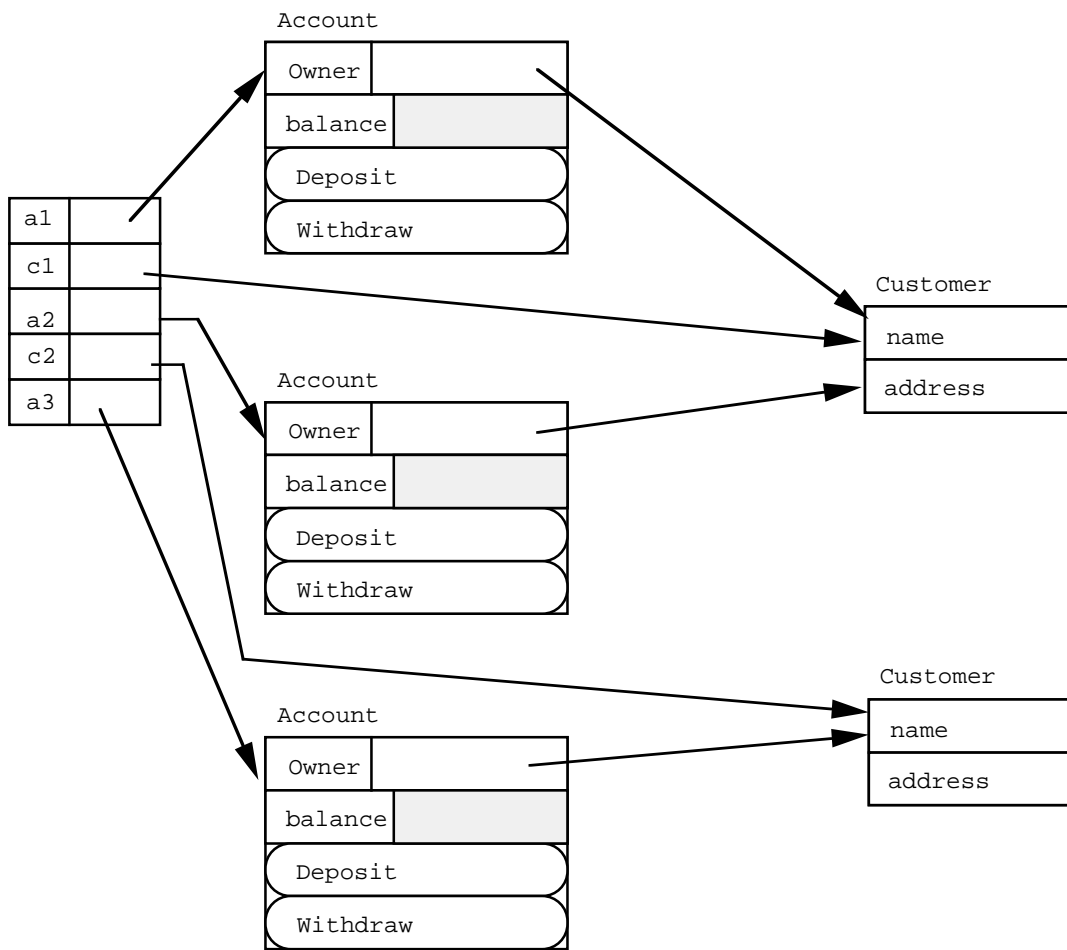 Account
Owner
balance
Deposit
Withdraw
a1
c1
a2
c2
a3
Customer
name
address
Account
Owner
balance
Deposit
Withdraw
Customer
name
address
Account
Owner
balance
Deposit
Withdraw